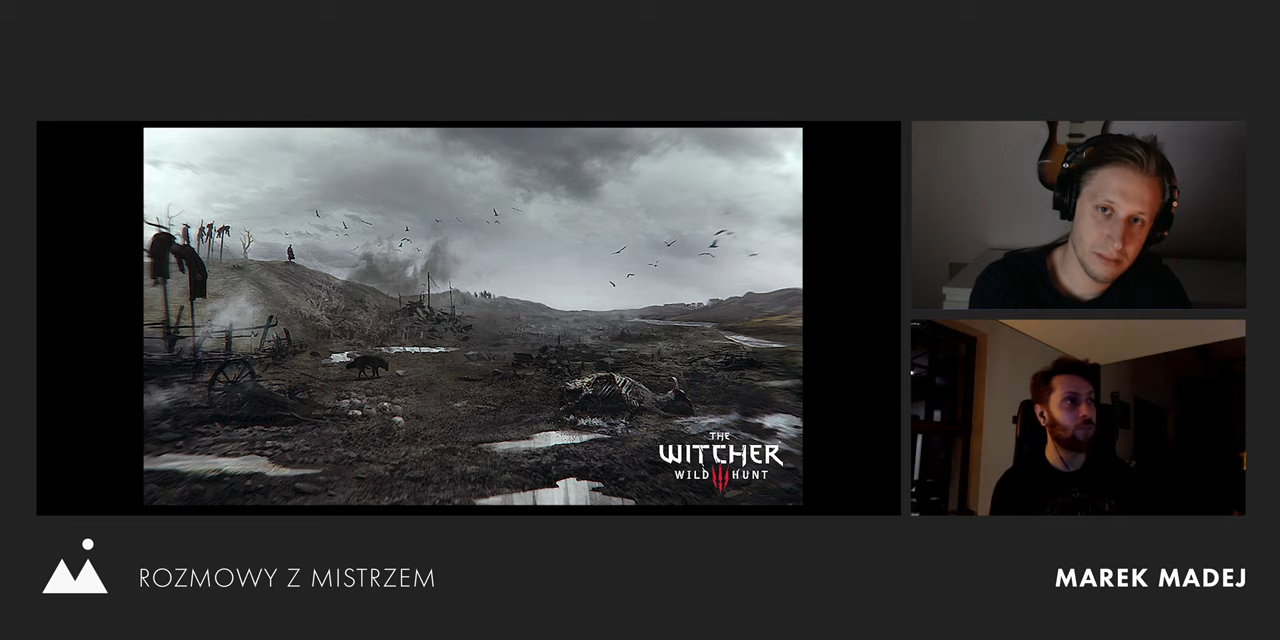 THE
WITCHER
WILD HUNT
ROZMOWY Z MISTRZEM
MAREK MADEJ